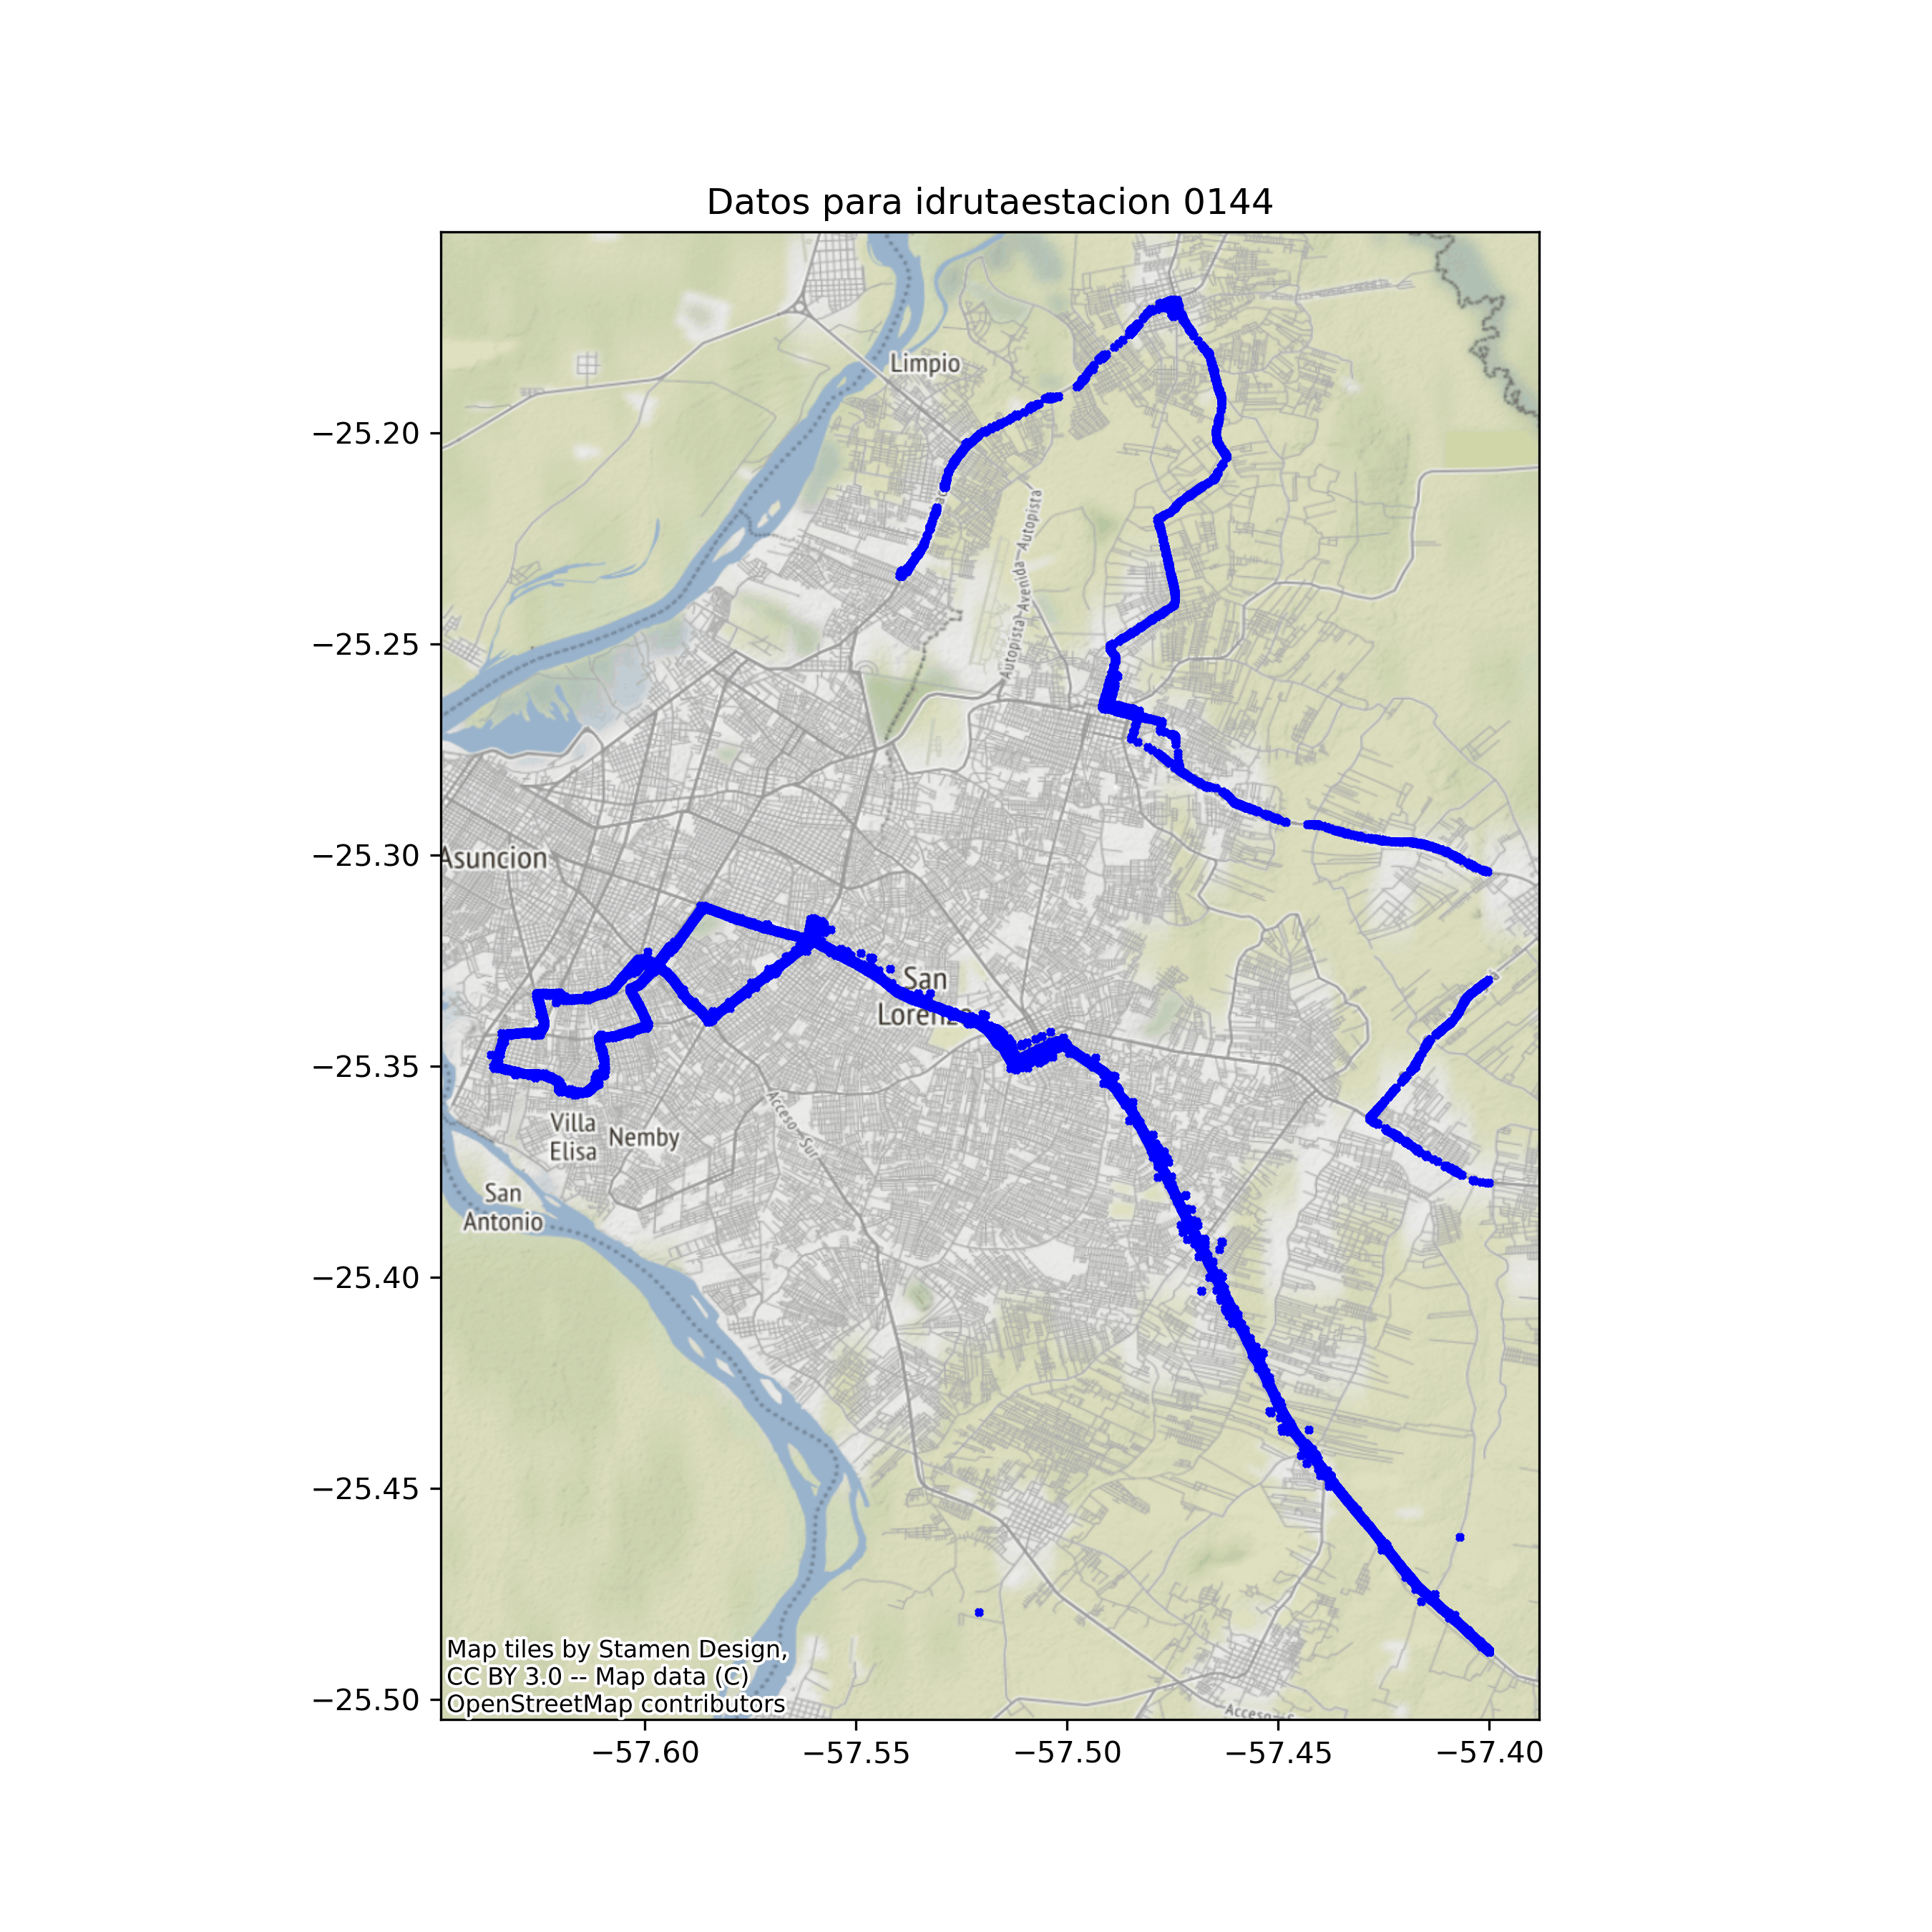 Datos para idrutaestacion 0144
Limpio
−25.20
Autopista—Avenida—Autopista
−25.25
−25.30
Asuncion
San
Lorenzo
−25.35
Acceso—Sur
Villa
Elisa
Nemby
San
Antonio
−25.40
−25.45
Map tiles by Stamen Design,
CC BY 3.0 -- Map data (C)
OpenStreetMap contributors
−25.50
−57.60
−57.55
−57.50
−57.45
−57.40